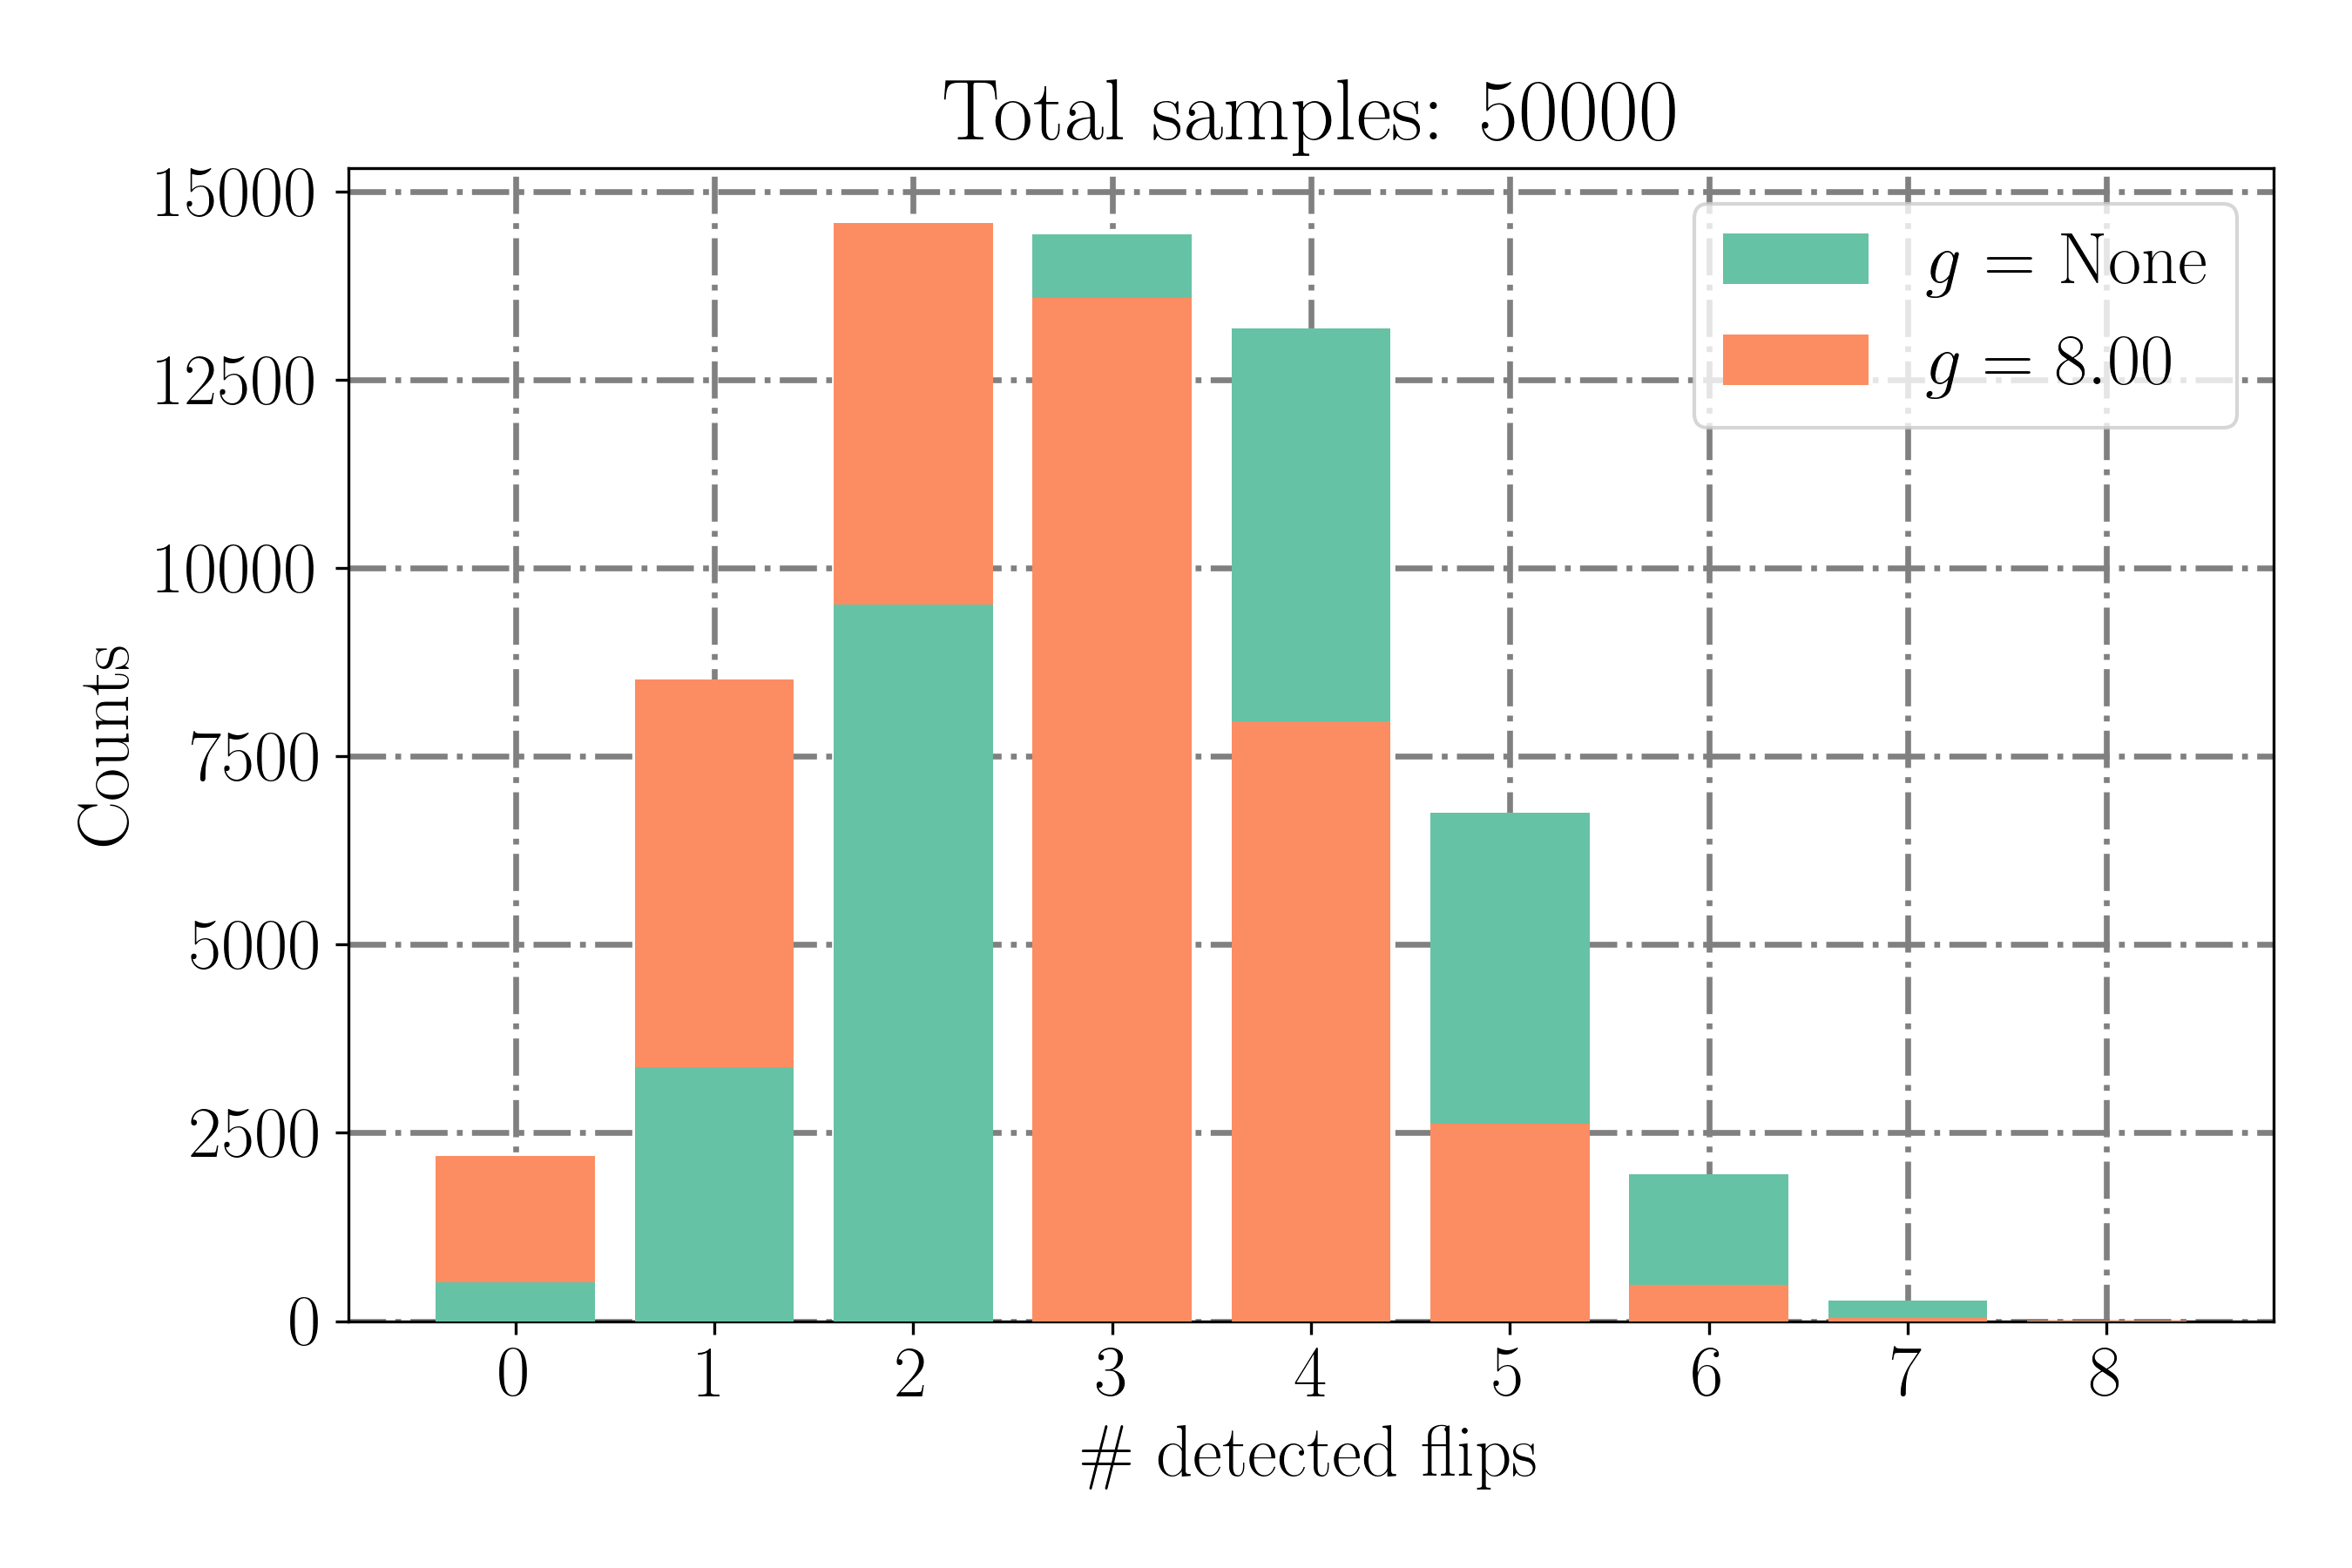 Total samples: 50000
15000
12500
10000
7500
5000
2500
0
Counts
g = None
g = 8.00
0 1 2 3 4 5 6 7 8
# detected flips